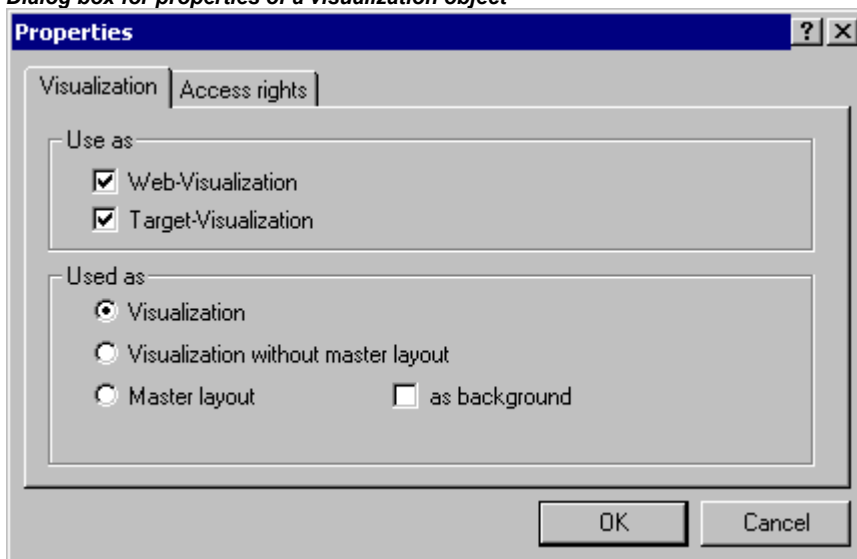 Dialog box for properties of a visualization object
Properties
Visualization Access rights
Use as
Web-Visualization
Target-Visualization
Used as
Visualization
Visualization without master layout
Master layout as background
OK Cancel